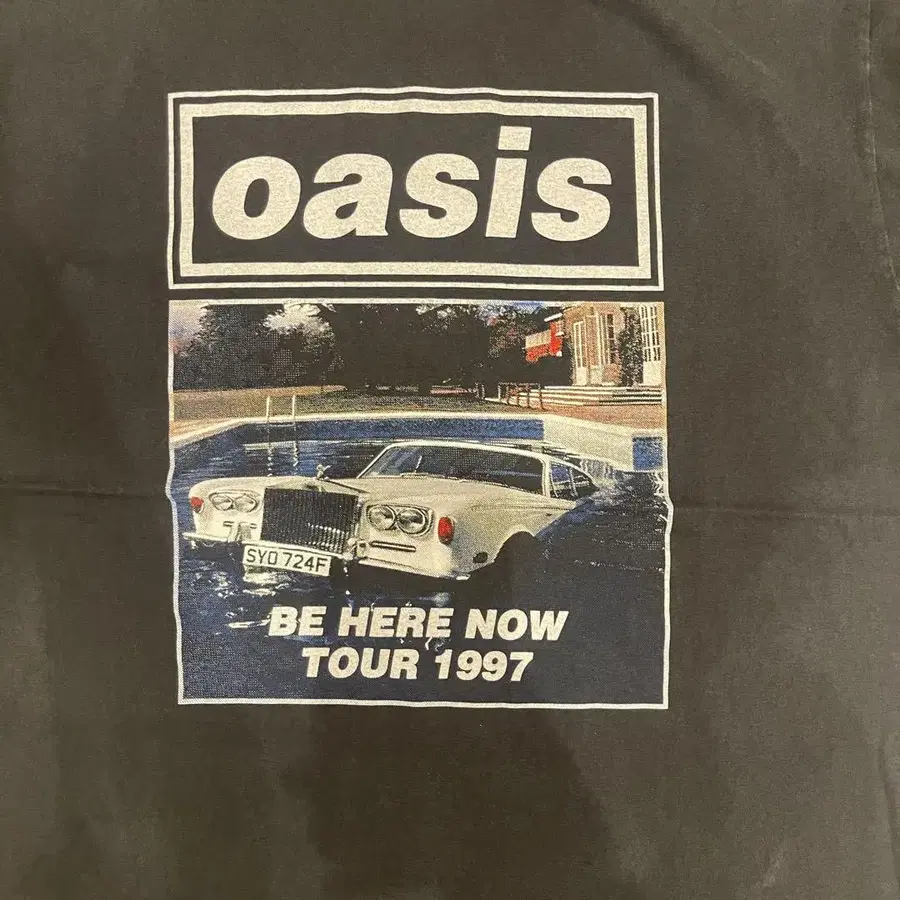 oasis
SYO 724F
BE HERE NOW
TOUR 1997